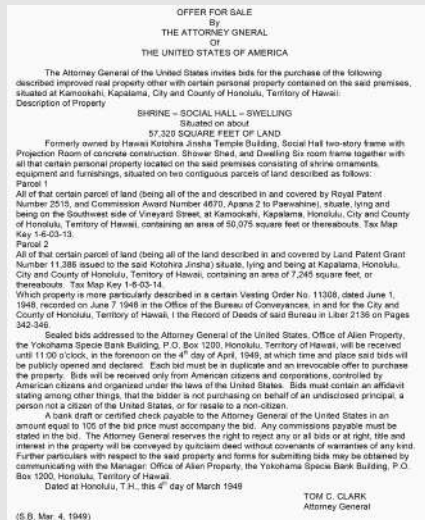 OFFER FOR SALE
By
THE ATTORNEY GNERAL
Of
THE UNITED STATES OF AMERICA
The Attorney General of the United States invites bids for the purchase of the following
described improved real property other with certain personal property contained on the said premises,
situated at Kamookahi, Kapalama, City and County of Honolulu, Territory of Hawaii:
Description of Property
SHRINE – SOCIAL HALL – SWELLING
Situated on about
57,320 SQUARE FEET OF LAND
Formerly owned by Hawaii Kotohira Jinsha Temple Building, Social Hall two-story frame with
Projection Room of concrete construction. Shower Shed, and Dwelling Six room frame together with
all that certain personal property located on the said premises consisting of shrine ornaments,
equipment and furnishings, situated on two contiguous parcels of land described as follows:
Parcel 1
All of that certain parcel of land (being all of the and described in and covered by Royal Patent
Number 2515, and Commission Award Number 4670, Apana 2 to Paewahine), situate, lying and
being on the Southwest side of Vineyard Street, at Kamookahi, Kapalama, Honolulu, City and County
of Honolulu, Territory of Hawaii, containing an area of 50,075 square feet or thereabouts. Tax Map
Key 1-6-03-13.
Parcel 2
All of that certain parcel of land (being all of the land described in and covered by Land Patent Grant
Number 11,386 issued to the said Kotohira Jinsha) situate, lying and being at Kapalama, Honolulu,
City and County of Honolulu, Territory of Hawaii, containing an area of 7,245 square feet, or
thereabouts. Tax Map Key 1-6-03-14.
Which property is more particularly described in a certain Vesting Order No. 11308, dated June 1,
1948, recorded on June 7 1948 in the Office of the Bureau of Conveyances, in and for the City and
County of Honolulu, Territory of Hawaii, I the Record of Deeds of said Bureau in Liber 2136 on Pages
342-346.
Sealed bids addressed to the Attorney General of the United States, Office of Alien Property,
the Yokohama Specie Bank Building, P.O. Box 1200, Honolulu, Territory of Hawaii, will be received
until 11:00 o'clock, in the forenoon on the 4th day of April, 1949, at which time and place said bids will
be publicly opened and declared. Each bid must be in duplicate and an irrevocable offer to purchase
the property. Bids will be received only from American citizens and corporations, controlled by
American citizens and organized under the laws of the United States. Bids must contain an affidavit
stating among other things, that the bidder is not purchasing on behalf of an undisclosed principal, a
person not a citizen of the United States, or for resale to a non-citizen.
A bank draft or certified check payable to the Attorney General of the United States in an
amount equal to 105 of the bid price must accompany the bid. Any commissions payable must be
stated in the bid. The Attorney General reserves the right to reject any or all bids or at right, title and
interest in the property will be conveyed by quitclaim deed without covenants of warranties of any kind.
Further particulars with respect to the said property and forms for submitting bids may be obtained by
communicating with the Manager: Office of Alien Property, the Yokohama Specie Bank Building, P.O.
Box 1200, Honolulu, Territory of Hawaii.
Dated at Honolulu, T.H., this 4th day of March 1949
TOM C. CLARK
Attorney General
(S.B. Mar. 4, 1949)